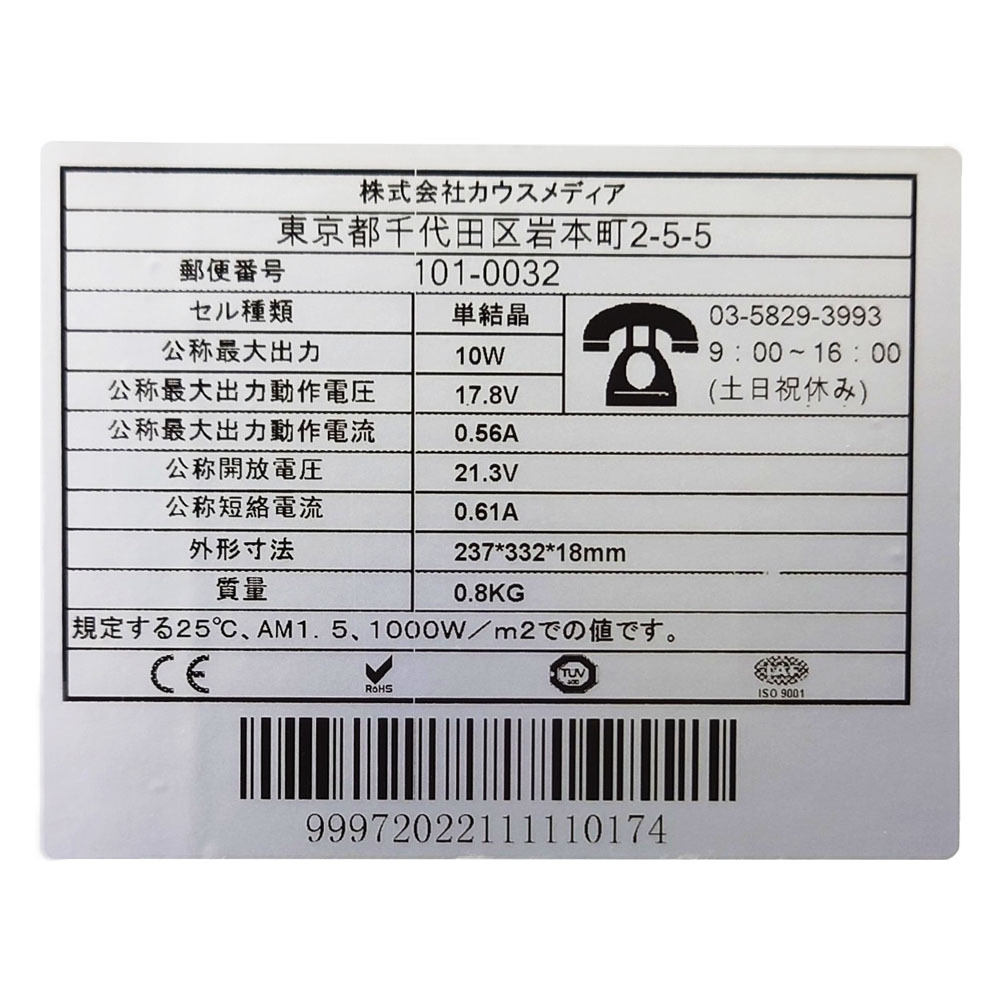 株式会社カウスメディア
東京都千代田区岩本町2-5-5
郵便番号 101-0032
セル種類 単結晶
公称最大出力 10W
公称最大出力動作電圧 17.8V
03-5829-3993
9：00～16：00
(土日祝休み)
公称最大出力動作電流 0.56A
公称開放電圧 21.3V
公称短絡電流 0.61A
外形寸法 237*332*18mm
質量 0.8KG
規定する25℃、AM1．5、1000W／m2での値です。
CE RoHS TUV ISO 9001
99972022111110174